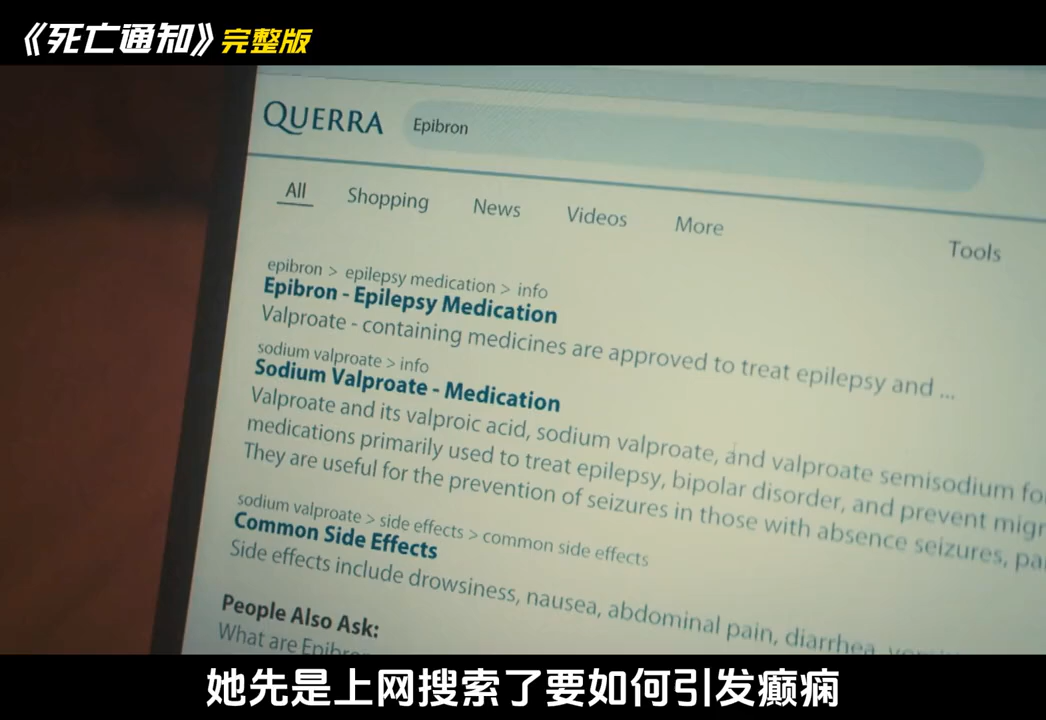 《死亡通知》完整版
QUERRA Epibron
All Shopping News Videos More Tools
epibron > epilepsy medication > info
Epibron - Epilepsy Medication
Valproate - containing medicines are approved to treat epilepsy and ...
sodium valproate > info
Sodium Valproate - Medication
Valproate and its valproic acid, sodium valproate, and valproate semisodium fo
medications primarily used to treat epilepsy, bipolar disorder, and prevent migr
They are useful for the prevention of seizures in those with absence seizures, pa
sodium valproate > side effects > common side effects
Common Side Effects
Side effects include drowsiness, nausea, abdominal pain, diarrhea,
People Also Ask:
What are
她先是上网搜索了要如何引发癫痫